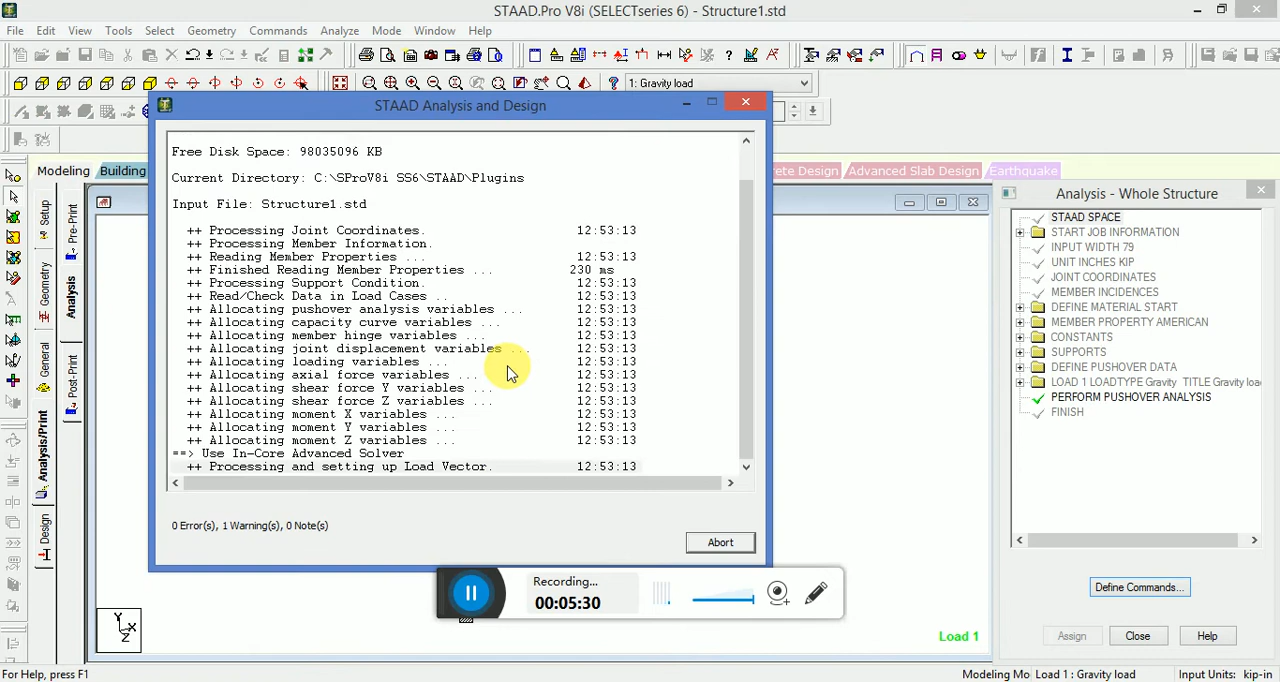 STAAD.Pro V8i (SELECTseries 6) - Structure1.std
File Edit View Tools Select Geometry Commands Analyze Mode Window Help
1: Gravity load
STAAD Analysis and Design
Free Disk Space: 98035096 KB
Current Directory: C:\SProV8i SS6\STAAD\Plugins
Input File: Structure1.std
++ Processing Joint Coordinates. 12:53:13
++ Processing Member Information.
++ Reading Member Properties ... 12:53:13
++ Finished Reading Member Properties ... 230 ms
++ Processing Support Condition. 12:53:13
++ Read/Check Data in Load Cases .. 12:53:13
++ Allocating pushover analysis variables ... 12:53:13
++ Allocating capacity curve variables ... 12:53:13
++ Allocating member hinge variables ... 12:53:13
++ Allocating joint displacement variables ... 12:53:13
++ Allocating loading variables ... 12:53:13
++ Allocating axial force variables ... 12:53:13
++ Allocating shear force Y variables ... 12:53:13
++ Allocating shear force Z variables ... 12:53:13
++ Allocating moment X variables ... 12:53:13
++ Allocating moment Y variables ... 12:53:13
++ Allocating moment Z variables ... 12:53:13
==> Use In-Core Advanced Solver
++ Processing and setting up Load Vector. 12:53:13
0 Error(s), 1 Warning(s), 0 Note(s)
Abort
Recording...
00:05:30
Modeling Building
rete Design Advanced Slab Design Earthquake
Setup
Geometry
General
Analysis/Print
Design
Pre-Print
Analysis
Post-Print
Y
X
Z
Load 1
Analysis - Whole Structure
STAAD SPACE
START JOB INFORMATION
INPUT WIDTH 79
UNIT INCHES KIP
JOINT COORDINATES
MEMBER INCIDENCES
DEFINE MATERIAL START
MEMBER PROPERTY AMERICAN
CONSTANTS
SUPPORTS
DEFINE PUSHOVER DATA
LOAD 1 LOADTYPE Gravity TITLE Gravity loa
PERFORM PUSHOVER ANALYSIS
FINISH
Define Commands...
Assign Close Help
For Help, press F1
Modeling Mo Load 1 : Gravity load Input Units: kip-in